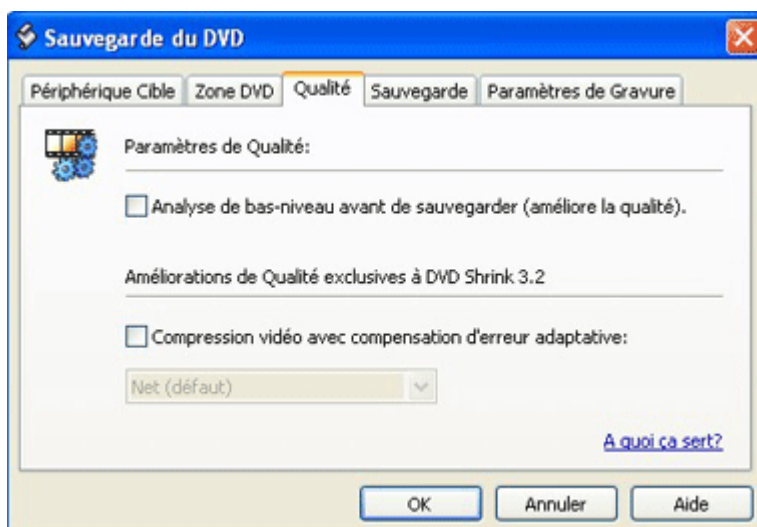 Sauvegarde du DVD
Périphérique Cible Zone DVD Qualité Sauvegarde Paramètres de Gravure
Paramètres de Qualité:
Analyse de bas-niveau avant de sauvegarder (améliore la qualité).
Améliorations de Qualité exclusives à DVD Shrink 3.2
Compression vidéo avec compensation d'erreur adaptative:
Net (défaut)
A quoi ça sert?
OK Annuler Aide